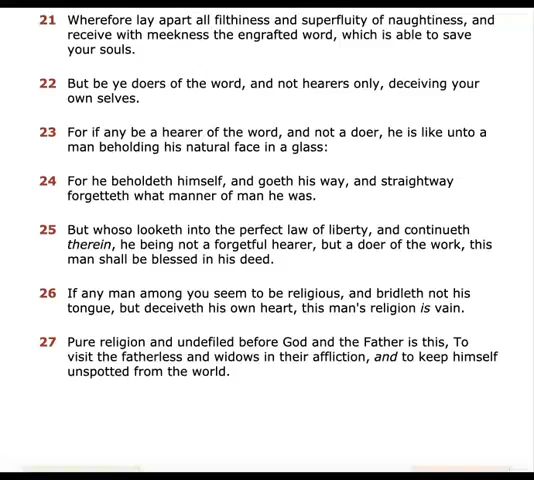 21 Wherefore lay apart all filthiness and superfluity of naughtiness, and
receive with meekness the engrafted word, which is able to save
your souls.
22 But be ye doers of the word, and not hearers only, deceiving your
own selves.
23 For if any be a hearer of the word, and not a doer, he is like unto a
man beholding his natural face in a glass:
24 For he beholdeth himself, and goeth his way, and straightway
forgetteth what manner of man he was.
25 But whoso looketh into the perfect law of liberty, and continueth
therein, he being not a forgetful hearer, but a doer of the work, this
man shall be blessed in his deed.
26 If any man among you seem to be religious, and bridleth not his
tongue, but deceiveth his own heart, this man's religion is vain.
27 Pure religion and undefiled before God and the Father is this, To
visit the fatherless and widows in their affliction, and to keep himself
unspotted from the world.